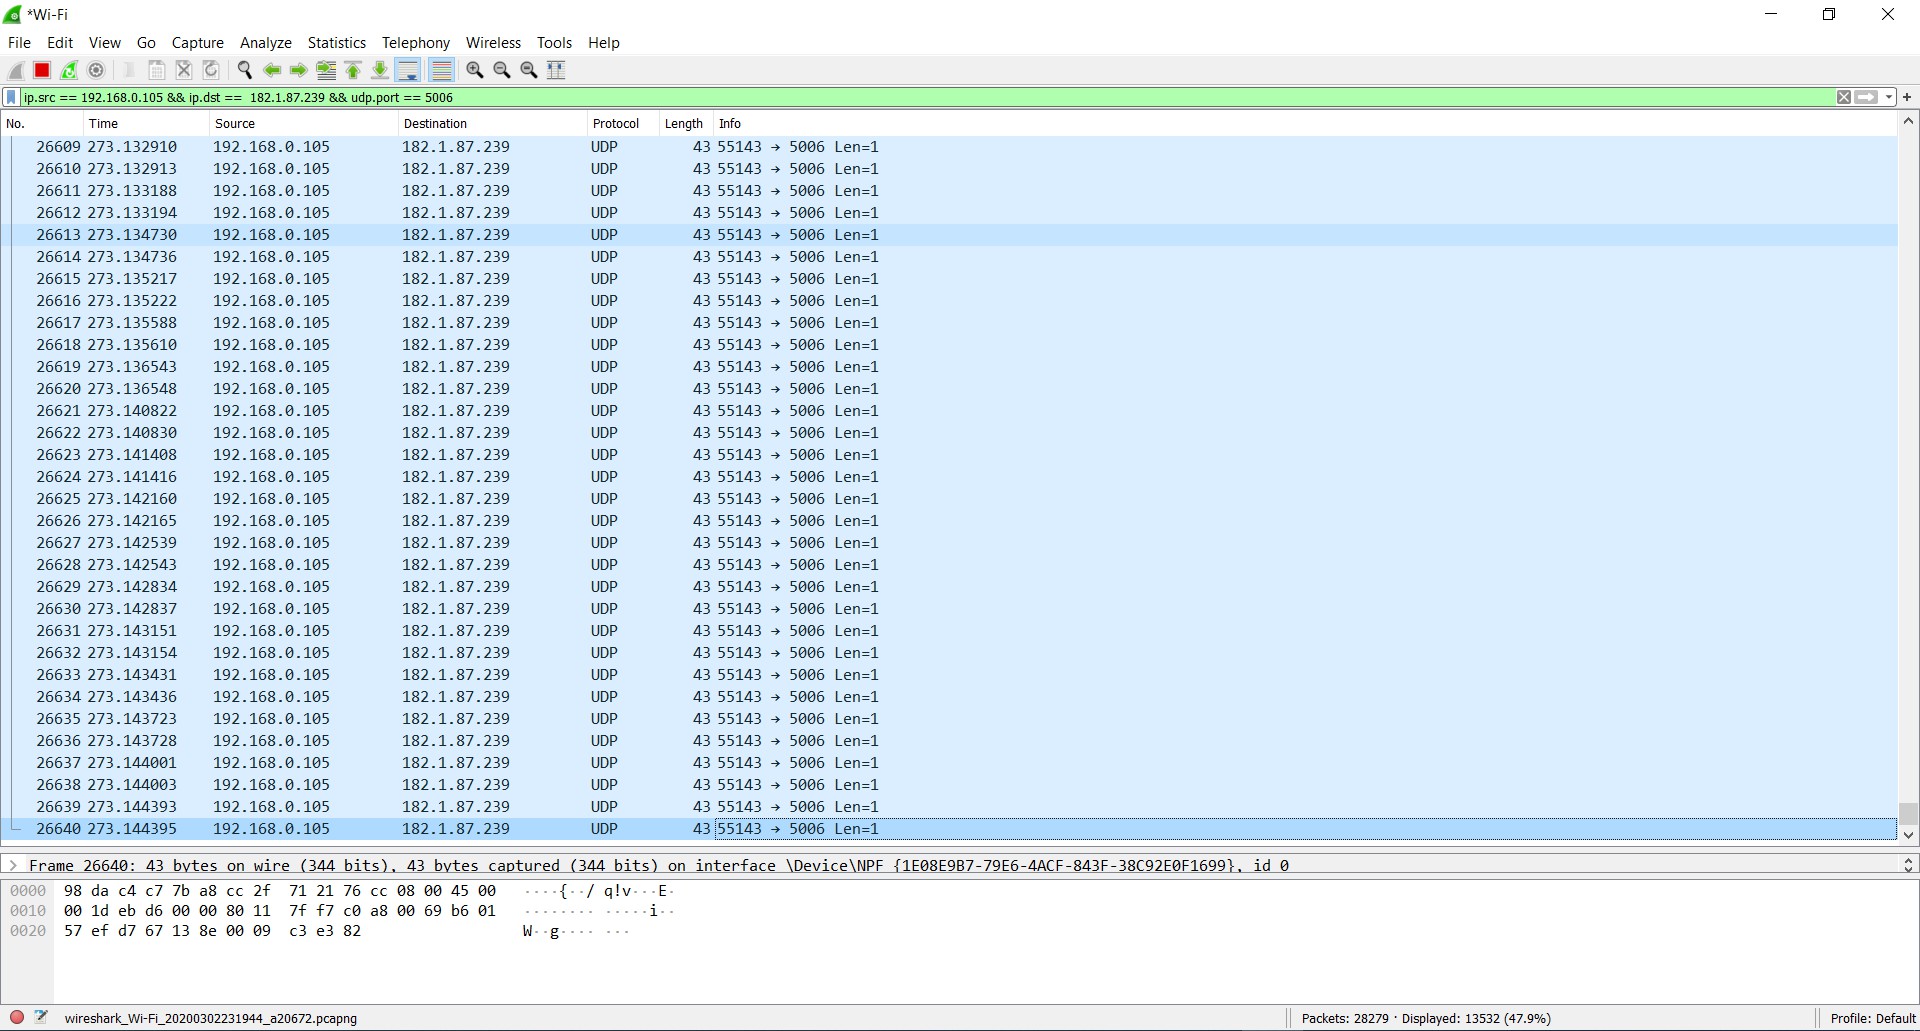 *Wi-Fi
File Edit View Go Capture Analyze Statistics Telephony Wireless Tools Help
ip.src == 192.168.0.105 && ip.dst ==  182.1.87.239 && udp.port == 5006
No. Time Source Destination Protocol Length Info
26609 273.132910 192.168.0.105 182.1.87.239 UDP 43 55143 → 5006 Len=1
26610 273.132913 192.168.0.105 182.1.87.239 UDP 43 55143 → 5006 Len=1
26611 273.133188 192.168.0.105 182.1.87.239 UDP 43 55143 → 5006 Len=1
26612 273.133194 192.168.0.105 182.1.87.239 UDP 43 55143 → 5006 Len=1
26613 273.134730 192.168.0.105 182.1.87.239 UDP 43 55143 → 5006 Len=1
26614 273.134736 192.168.0.105 182.1.87.239 UDP 43 55143 → 5006 Len=1
26615 273.135217 192.168.0.105 182.1.87.239 UDP 43 55143 → 5006 Len=1
26616 273.135222 192.168.0.105 182.1.87.239 UDP 43 55143 → 5006 Len=1
26617 273.135588 192.168.0.105 182.1.87.239 UDP 43 55143 → 5006 Len=1
26618 273.135610 192.168.0.105 182.1.87.239 UDP 43 55143 → 5006 Len=1
26619 273.136543 192.168.0.105 182.1.87.239 UDP 43 55143 → 5006 Len=1
26620 273.136548 192.168.0.105 182.1.87.239 UDP 43 55143 → 5006 Len=1
26621 273.140822 192.168.0.105 182.1.87.239 UDP 43 55143 → 5006 Len=1
26622 273.140830 192.168.0.105 182.1.87.239 UDP 43 55143 → 5006 Len=1
26623 273.141408 192.168.0.105 182.1.87.239 UDP 43 55143 → 5006 Len=1
26624 273.141416 192.168.0.105 182.1.87.239 UDP 43 55143 → 5006 Len=1
26625 273.142160 192.168.0.105 182.1.87.239 UDP 43 55143 → 5006 Len=1
26626 273.142165 192.168.0.105 182.1.87.239 UDP 43 55143 → 5006 Len=1
26627 273.142539 192.168.0.105 182.1.87.239 UDP 43 55143 → 5006 Len=1
26628 273.142543 192.168.0.105 182.1.87.239 UDP 43 55143 → 5006 Len=1
26629 273.142834 192.168.0.105 182.1.87.239 UDP 43 55143 → 5006 Len=1
26630 273.142837 192.168.0.105 182.1.87.239 UDP 43 55143 → 5006 Len=1
26631 273.143151 192.168.0.105 182.1.87.239 UDP 43 55143 → 5006 Len=1
26632 273.143154 192.168.0.105 182.1.87.239 UDP 43 55143 → 5006 Len=1
26633 273.143431 192.168.0.105 182.1.87.239 UDP 43 55143 → 5006 Len=1
26634 273.143436 192.168.0.105 182.1.87.239 UDP 43 55143 → 5006 Len=1
26635 273.143723 192.168.0.105 182.1.87.239 UDP 43 55143 → 5006 Len=1
26636 273.143728 192.168.0.105 182.1.87.239 UDP 43 55143 → 5006 Len=1
26637 273.144001 192.168.0.105 182.1.87.239 UDP 43 55143 → 5006 Len=1
26638 273.144003 192.168.0.105 182.1.87.239 UDP 43 55143 → 5006 Len=1
26639 273.144393 192.168.0.105 182.1.87.239 UDP 43 55143 → 5006 Len=1
26640 273.144395 192.168.0.105 182.1.87.239 UDP 43 55143 → 5006 Len=1
Frame 26640: 43 bytes on wire (344 bits), 43 bytes captured (344 bits) on interface \Device\NPF_{1E08E9B7-79E6-4ACF-843F-38C92E0F1699}, id 0
0000 98 da c4 c7 7b a8 cc 2f 71 21 76 cc 08 00 45 00 ····{··/ q!v···E·
0010 00 1d eb d6 00 00 80 11 7f f7 c0 a8 00 69 b6 01 ········ ·····i··
0020 57 ef d7 67 13 8e 00 09 c3 e3 82 W··g···· ···
wireshark_Wi-Fi_20200302231944_a20672.pcapng Packets: 28279 · Displayed: 13532 (47.9%) Profile: Default